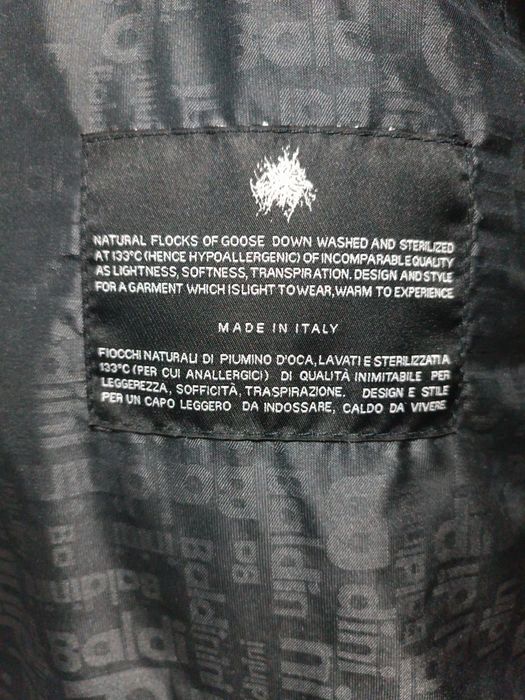 NATURAL FLOCKS OF GOOSE DOWN WASHED AND STERILIZED
AT 133°C (HENCE HYPOALLERGENIC) OF INCOMPARABLE QUALITY
AS LIGHTNESS, SOFTNESS, TRANSPIRATION. DESIGN AND STYLE
FOR A GARMENT WHICH IS LIGHT TO WEAR, WARM TO EXPERIENCE
MADE IN ITALY
FIOCCHI NATURALI DI PIUMINO D'OCA, LAVATI E STERILIZZATI A
133°C (PER CUI ANALLERGICI) DI QUALITÀ INIMITABILE PER
LEGGEREZZA, SOFFICITÀ, TRASPIRAZIONE. DESIGN E STILE
PER UN CAPO LEGGERO DA INDOSSARE, CALDO DA VIVERE.
Baldinini